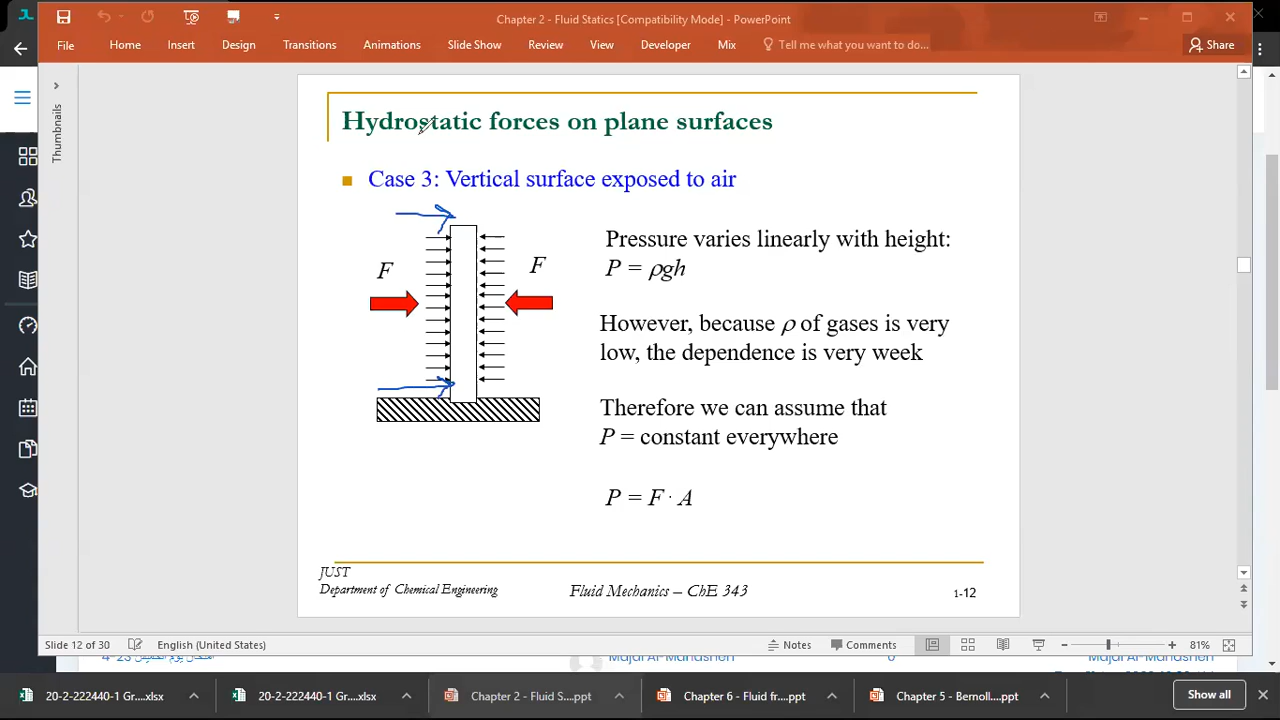 Chapter 2 - Fluid Statics [Compatibility Mode] - PowerPoint
File Home Insert Design Transitions Animations Slide Show Review View Developer Mix Tell me what you want to do... Share
Thumbnails
Hydrostatic forces on plane surfaces
Case 3: Vertical surface exposed to air
F
F
Pressure varies linearly with height:
P = ρgh
However, because ρ of gases is very
low, the dependence is very week
Therefore we can assume that
P = constant everywhere
P = F · A
JUST
Department of Chemical Engineering
Fluid Mechanics – ChE 343
1-12
Slide 12 of 30 English (United States) Notes Comments 81%
20-2-222440-1 Gr....xlsx 20-2-222440-1 Gr....xlsx Chapter 2 - Fluid S....ppt Chapter 6 - Fluid fr....ppt Chapter 5 - Bernoll....ppt Show all